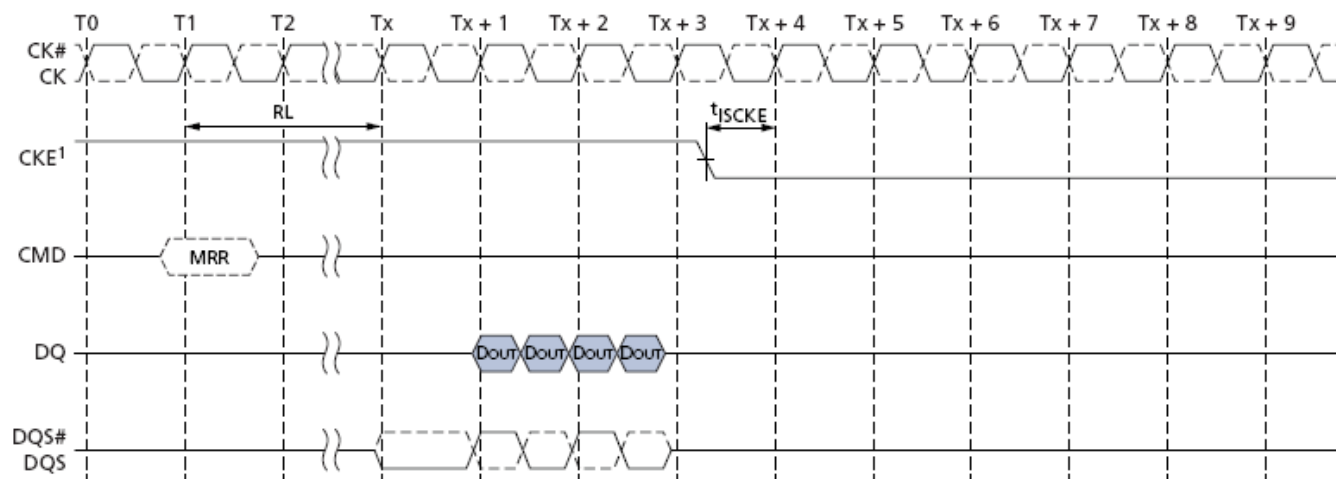 T0 T1 T2 Tx Tx + 1 Tx + 2 Tx + 3 Tx + 4 Tx + 5 Tx + 6 Tx + 7 Tx + 8 Tx + 9
CK#
CK
RL
tISCKE
CKE1
CMD MRR
DQ DOUT DOUT DOUT DOUT
DQS#
DQS